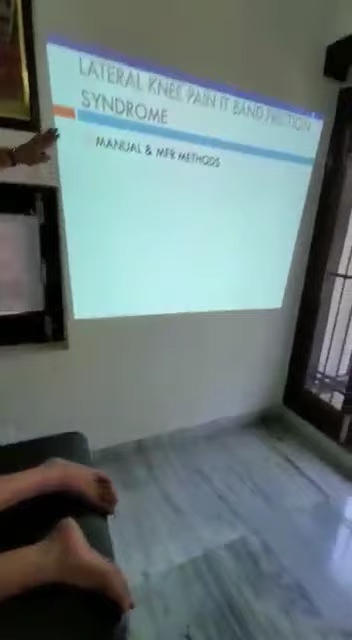 LATERAL KNEE PAIN IT BAND FRICTION
SYNDROME
MANUAL & MFR METHODS